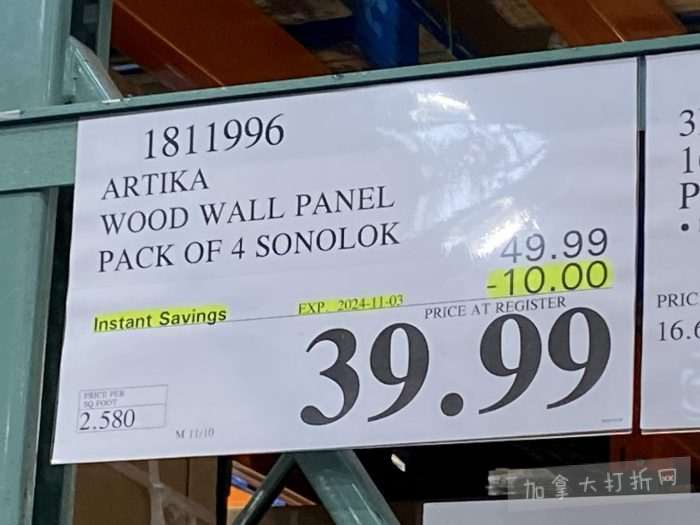 1811996
ARTIKA
WOOD WALL PANEL
PACK OF 4 SONOLOK
49.99
-10.00
Instant Savings
EXP. 2024-11-03
PRICE AT REGISTER
39.99
PRICE PER
SQ FOOT
2.580
M 11/10
3
1
P
•
PRIC
16.6
加拿大打折网